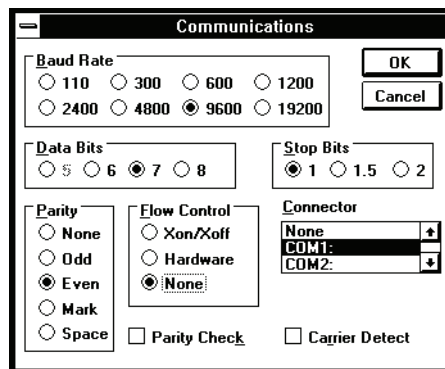 Communications
Baud Rate
110 300 600 1200
2400 4800 9600 19200
OK
Cancel
Data Bits
5 6 7 8
Stop Bits
1 1.5 2
Parity
None
Odd
Even
Mark
Space
Flow Control
Xon/Xoff
Hardware
None
Connector
None
COM1:
COM2:
Parity Check
Carrier Detect